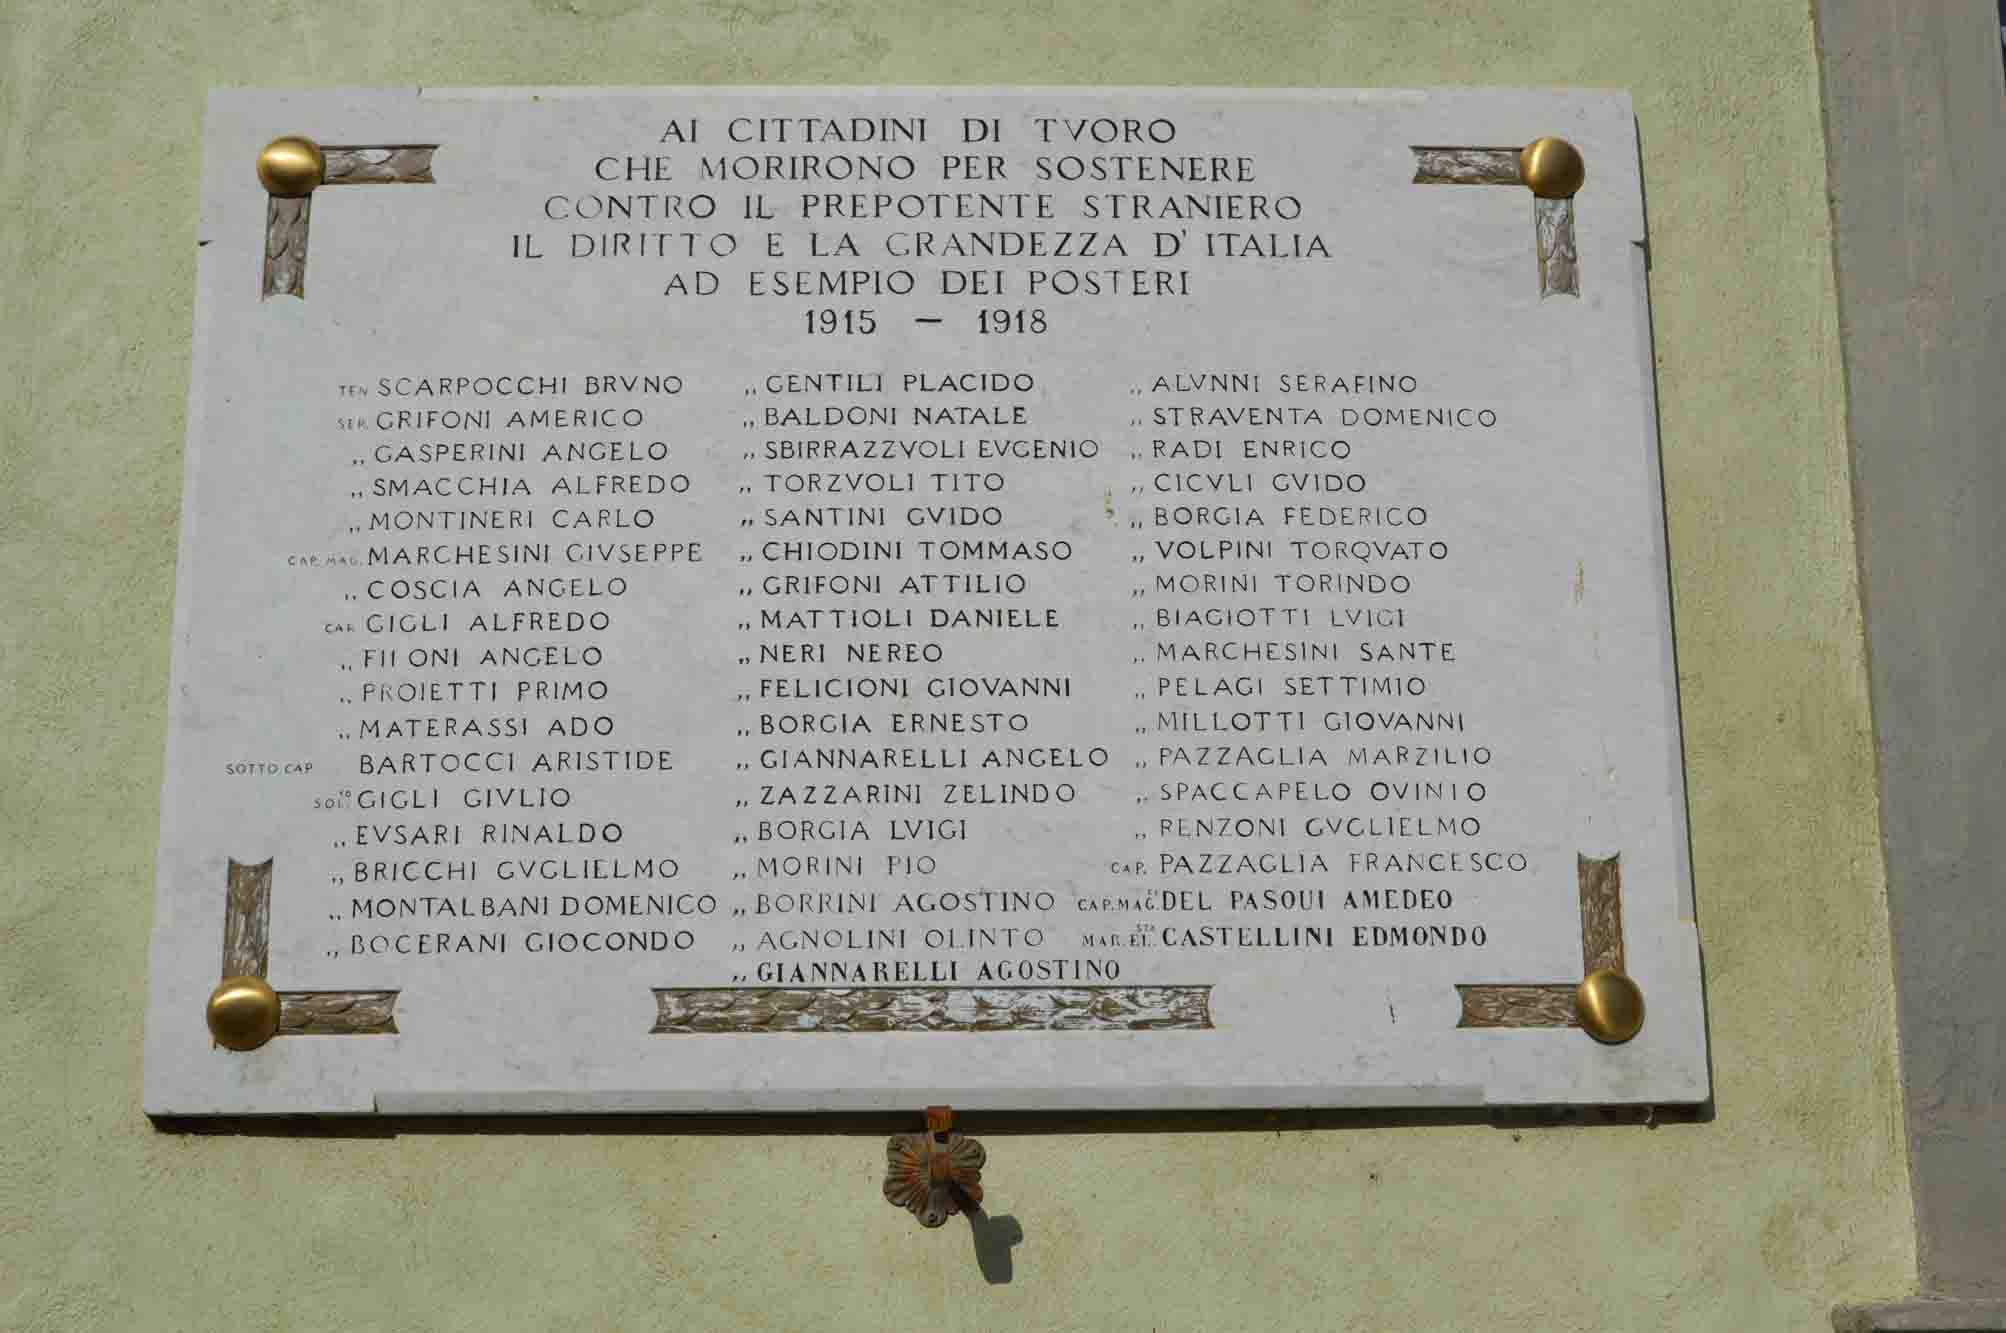 AI CITTADINI DI TVORO
CHE MORIRONO PER SOSTENERE
CONTRO IL PREPOTENTE STRANIERO
IL DIRITTO E LA GRANDEZZA D' ITALIA
AD ESEMPIO DEI POSTERI
1915 – 1918
TEN SCARPOCCHI BRVNO
SER. GRIFONI AMERICO
,, GASPERINI ANGELO
,, SMACCHIA ALFREDO
,, MONTINERI CARLO
CAP. MAG. MARCHESINI GIVSEPPE
,, COSCIA ANGELO
CAP. GIGLI ALFREDO
,, FILONI ANGELO
,, PROIETTI PRIMO
,, MATERASSI ADO
SOTTO CAP BARTOCCI ARISTIDE
SOL.TO GIGLI GIVLIO
,, EVSARI RINALDO
,, BRICCHI GVGLIELMO
,, MONTALBANI DOMENICO
,, BOCERANI GIOCONDO
,, GENTILI PLACIDO
,, BALDONI NATALE
,, SBIRRAZZVOLI EVGENIO
,, TORZVOLI TITO
,, SANTINI GVIDO
,, CHIODINI TOMMASO
,, GRIFONI ATTILIO
,, MATTIOLI DANIELE
,, NERI NEREO
,, FELICIONI GIOVANNI
,, BORGIA ERNESTO
,, GIANNARELLI ANGELO
,, ZAZZARINI ZELINDO
,, BORGIA LVIGI
,, MORINI PIO
,, BORRINI AGOSTINO
,, AGNOLINI OLINTO
,, GIANNARELLI AGOSTINO
,, ALVNNI SERAFINO
,, STRAVENTA DOMENICO
,, RADI ENRICO
,, CICVLI GVIDO
,, BORGIA FEDERICO
,, VOLPINI TORQVATO
,, MORINI TORINDO
,, BIAGIOTTI LVIGI
,, MARCHESINI SANTE
,, PELAGI SETTIMIO
,, MILLOTTI GIOVANNI
,, PAZZAGLIA MARZILIO
,, SPACCAPELO OVINIO
,, RENZONI GVGLIELMO
CAP. PAZZAGLIA FRANCESCO
CAP. MAG. DEL PASQUI AMEDEO
MAR. EL.STA CASTELLINI EDMONDO